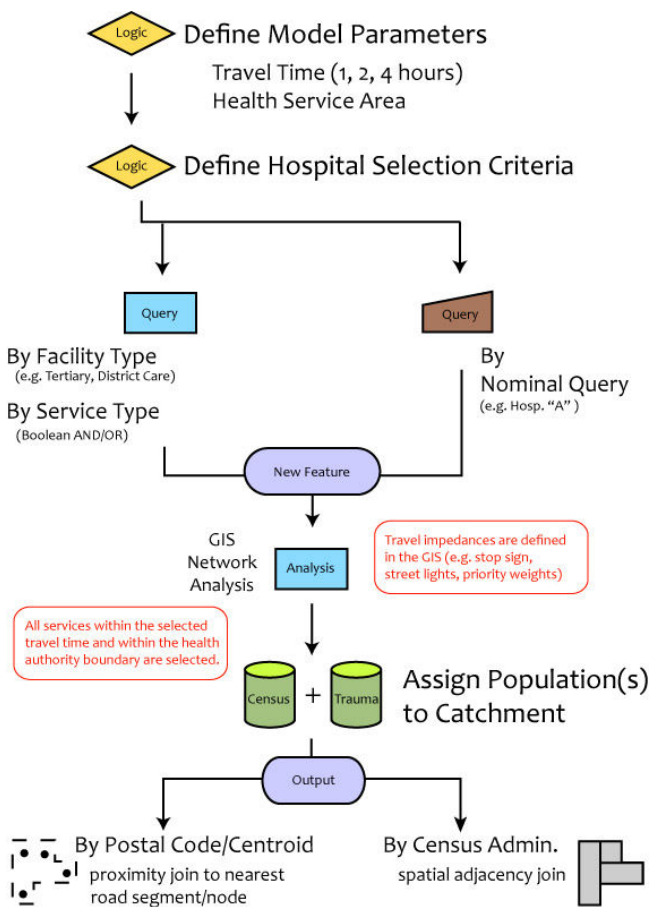 Logic
Define Model Parameters
Travel Time (1, 2, 4 hours)
Health Service Area
Logic
Define Hospital Selection Criteria
Query
By Facility Type
(e.g. Tertiary, District Care)
By Service Type
(Boolean AND/OR)
Query
By
Nominal Query
(e.g. Hosp. “A” )
New Feature
GIS
Network
Analysis
Analysis
Travel impedances are defined
in the GIS (e.g. stop sign,
street lights, priority weights)
All services within the selected
travel time and within the health
authority boundary are selected.
Census
+
Trauma
Assign Population(s)
to Catchment
Output
By Postal Code/Centroid
proximity join to nearest
road segment/node
By Census Admin.
spatial adjacency join